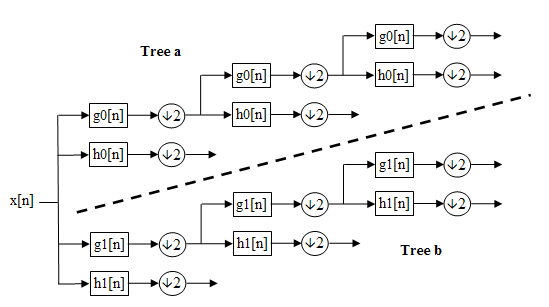 g0[n] ↓2
Tree a
g0[n] ↓2 h0[n] ↓2
g0[n] ↓2 h0[n] ↓2
h0[n] ↓2
g1[n] ↓2
x[n] g1[n] ↓2 h1[n] ↓2
g1[n] ↓2 h1[n] ↓2
Tree b
h1[n] ↓2